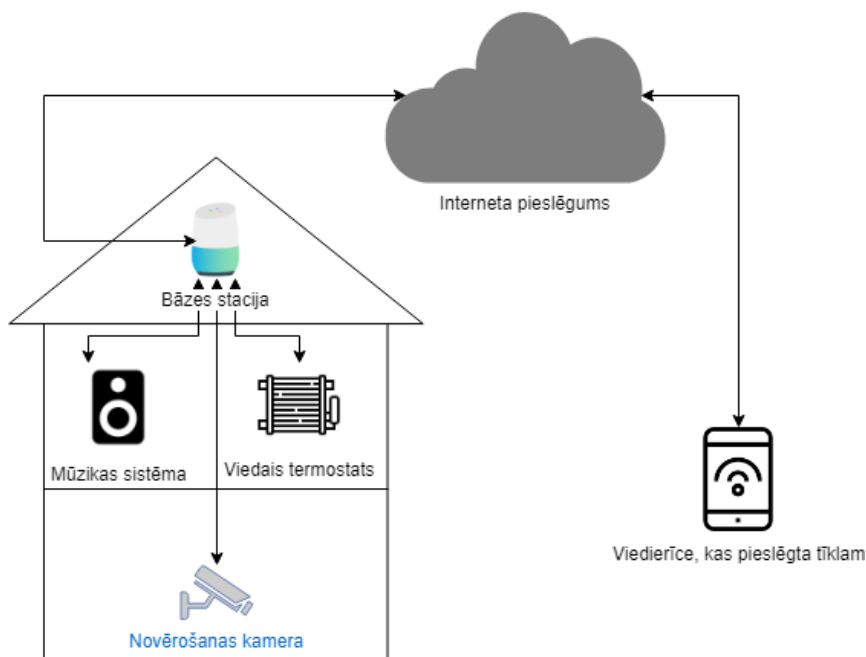 Interneta pieslēgums
Bāzes stacija
Mūzikas sistēma
Viedais termostats
Viedierīce, kas pieslēgta tīklam
Novērošanas kamera